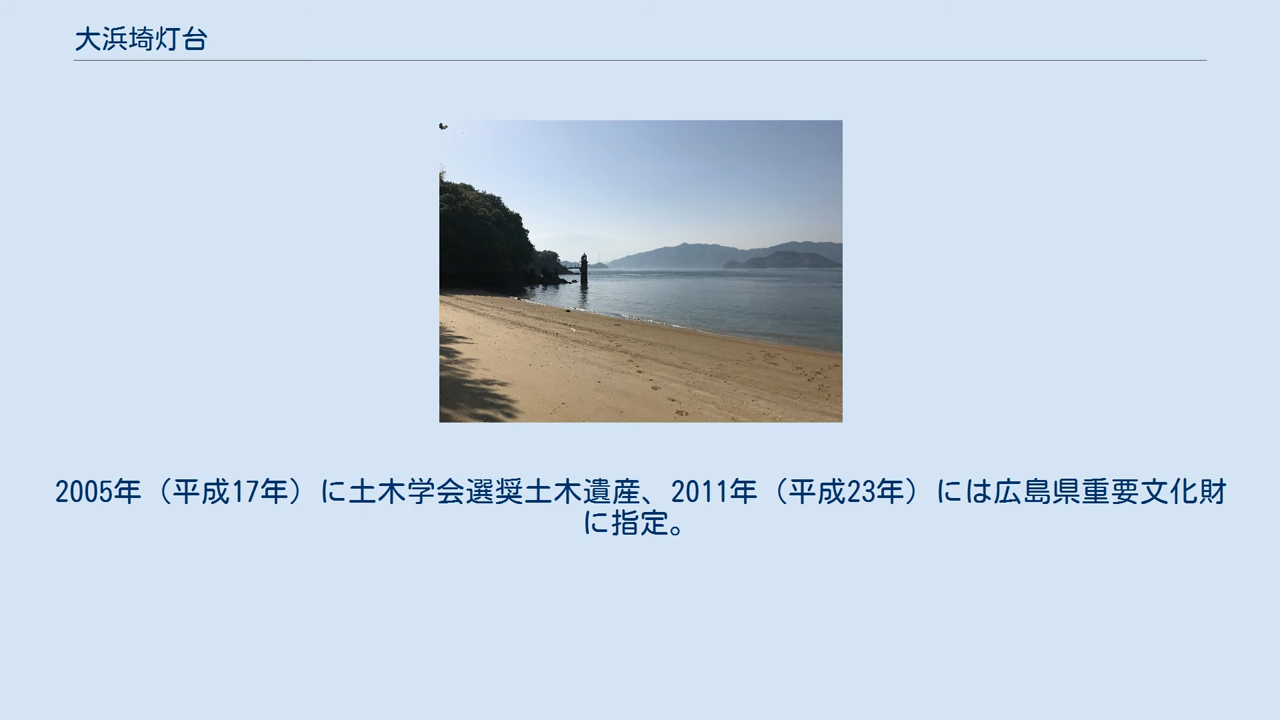 大浜埼灯台
2005年（平成17年）に土木学会選奨土木遺産、2011年（平成23年）には広島県重要文化財
に指定。